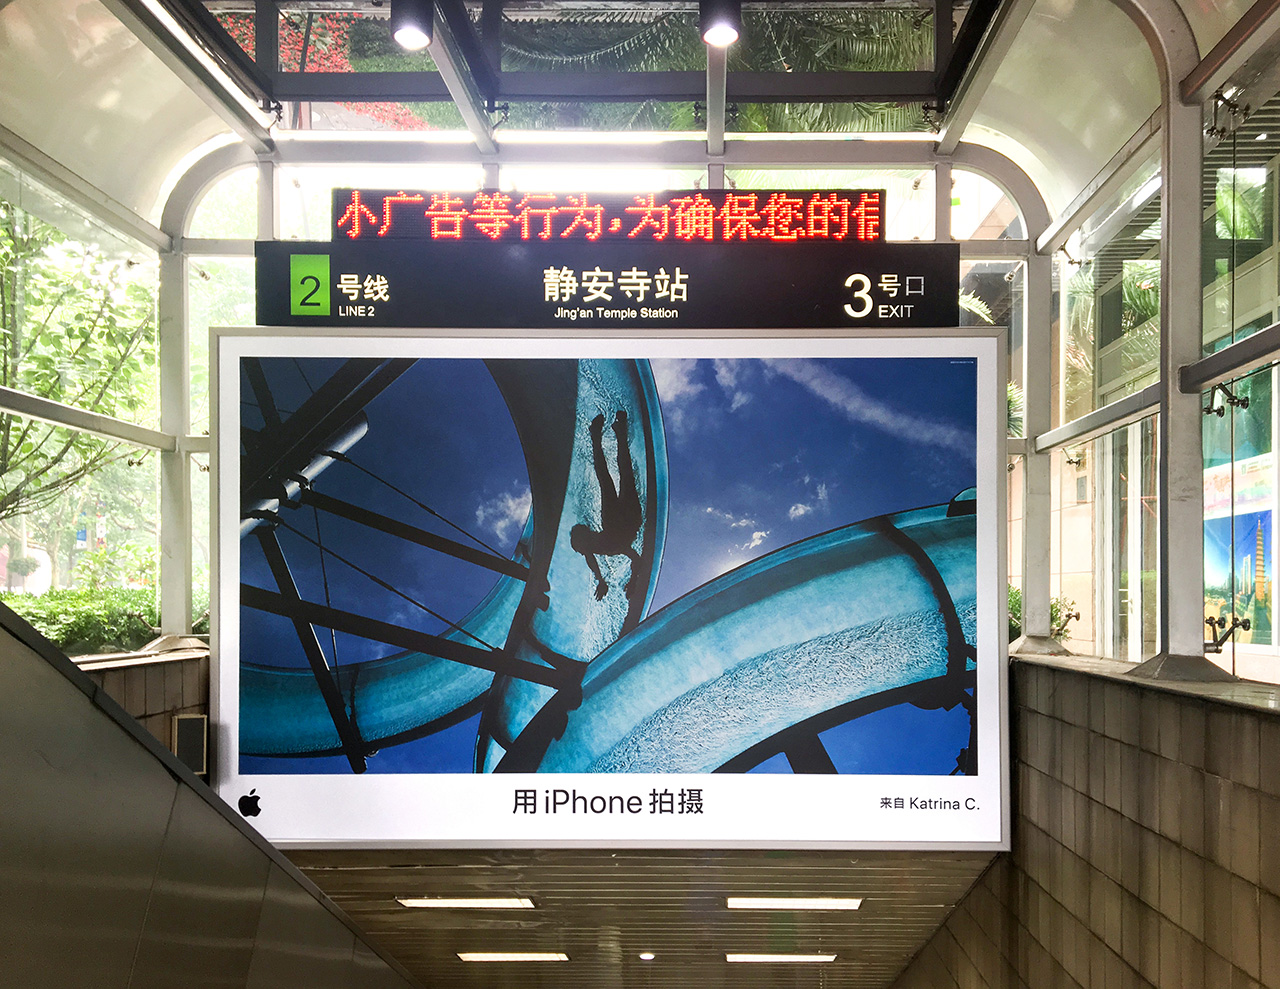 小广告等行为,为确保您的信
2 号线
LINE 2
静安寺站
Jing'an Temple Station
3 号口
EXIT
用 iPhone 拍摄
来自 Katrina C.